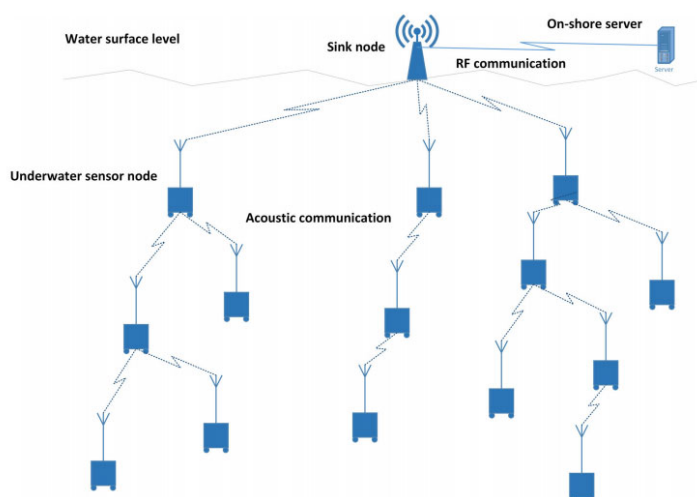 On-shore server
Water surface level
Sink node
RF communication
Server
Underwater sensor node
Acoustic communication